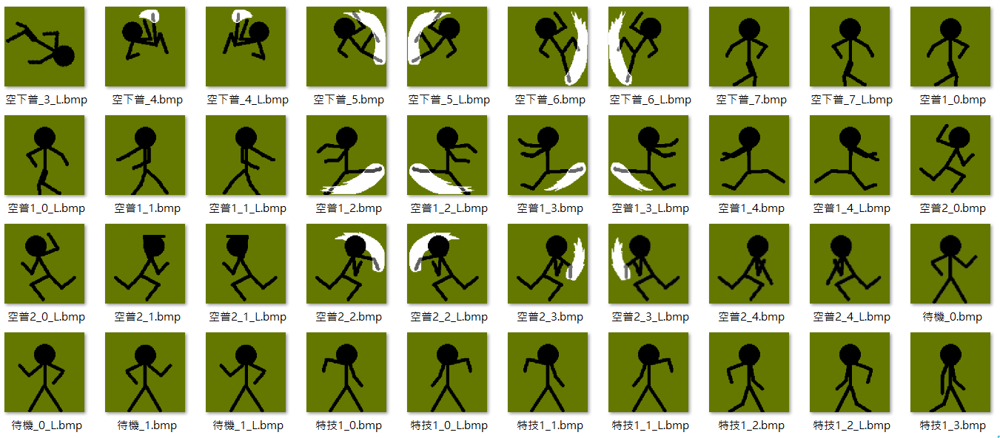 空下普_3_L.bmp 空下普_4.bmp 空下普_4_L.bmp 空下普_5.bmp 空下普_5_L.bmp 空下普_6.bmp 空下普_6_L.bmp 空下普_7.bmp 空下普_7_L.bmp 空普1_0.bmp
空普1_0_L.bmp 空普1_1.bmp 空普1_1_L.bmp 空普1_2.bmp 空普1_2_L.bmp 空普1_3.bmp 空普1_3_L.bmp 空普1_4.bmp 空普1_4_L.bmp 空普2_0.bmp
空普2_0_L.bmp 空普2_1.bmp 空普2_1_L.bmp 空普2_2.bmp 空普2_2_L.bmp 空普2_3.bmp 空普2_3_L.bmp 空普2_4.bmp 空普2_4_L.bmp 待機_0.bmp
待機_0_L.bmp 待機_1.bmp 待機_1_L.bmp 特技1_0.bmp 特技1_0_L.bmp 特技1_1.bmp 特技1_1_L.bmp 特技1_2.bmp 特技1_2_L.bmp 特技1_3.bmp